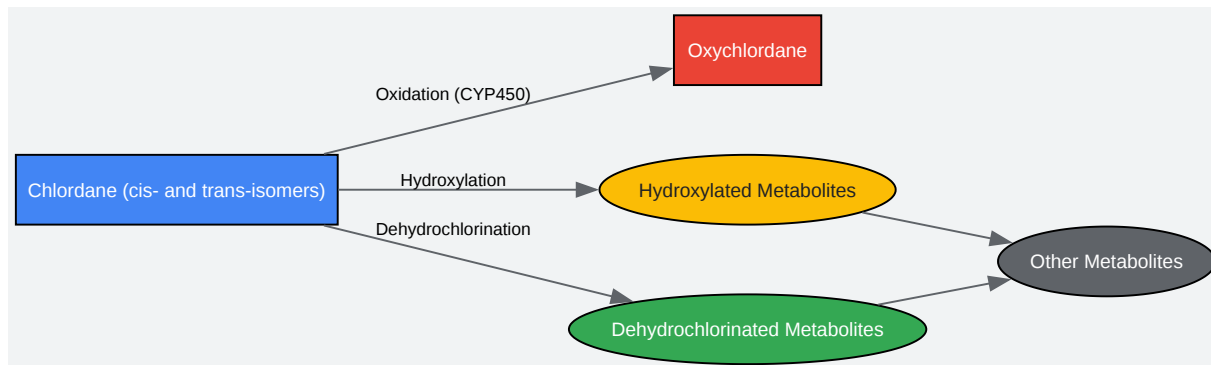 Oxychlordane
Oxidation (CYP450)
Chlordane (cis- and trans-isomers)
Hydroxylation
Hydroxylated Metabolites
Dehydrochlorination
Other Metabolites
Dehydrochlorinated Metabolites